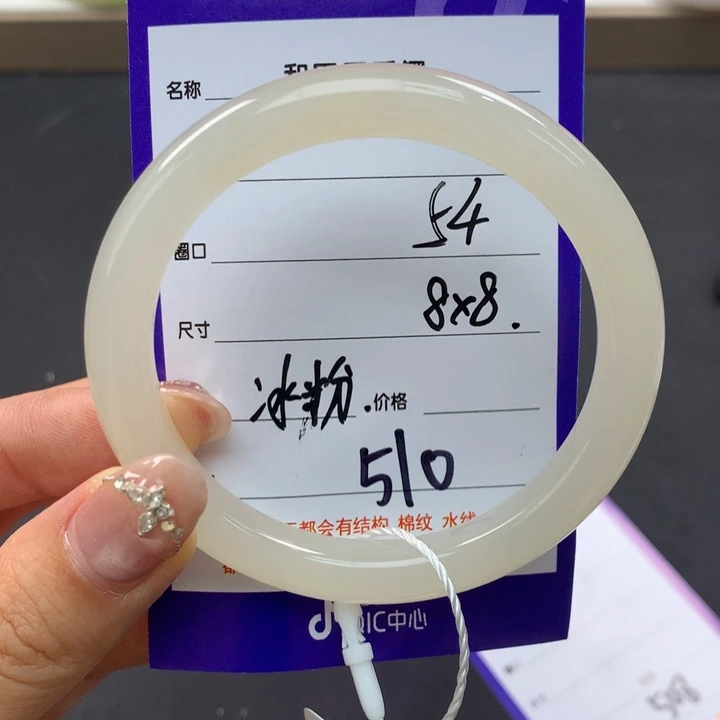 名称
圈口 54
尺寸 8x8.
冰粉. 价格
510
都会有结构 棉纹 水线
QIC中心